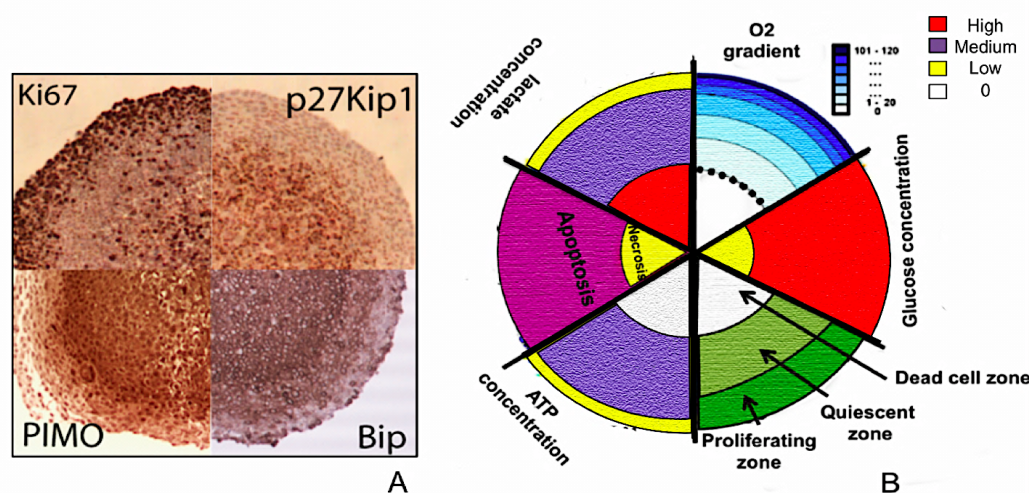 Ki67
p27Kip1
PIMO
Bip
A
lactate
concentration
O2
gradient
101 - 120
...
...
...
...
1 - 20
0
High
Medium
Low
0
Glucose concentration
Apoptosis
Necrosis
Dead cell zone
Quiescent
zone
Proliferating
zone
ATP
concentration
B